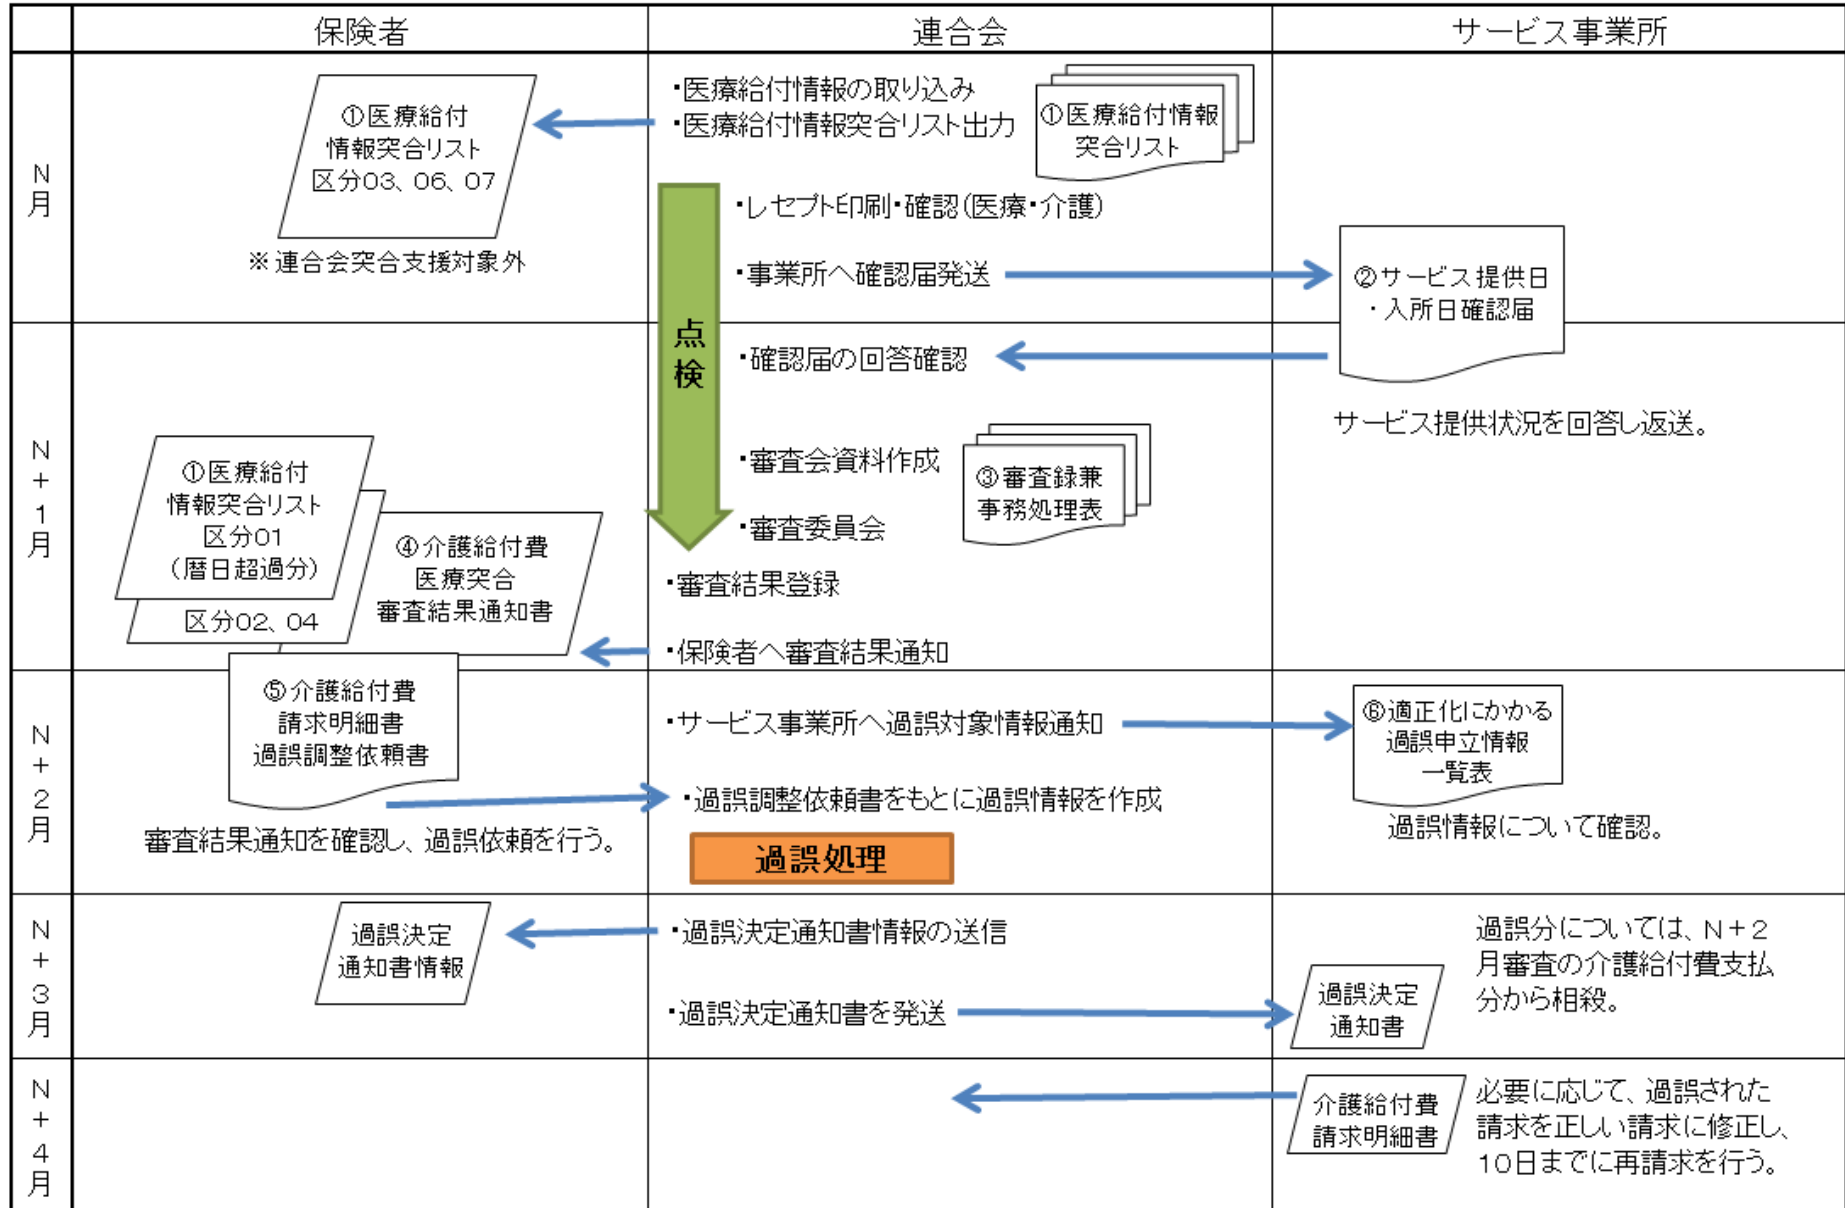 保険者
連合会
サービス事業所
N
月
①医療給付
情報突合リスト
区分03、06、07
※連合会突合支援対象外
・医療給付情報の取り込み
・医療給付情報突合リスト出力
①医療給付情報
突合リスト
・レセプト印刷・確認(医療・介護)
・事業所へ確認届発送
②サービス提供日
・入所日確認届
点
検
N
+
1
月
・確認届の回答確認
サービス提供状況を回答し返送。
①医療給付
情報突合リスト
区分01
(暦日超過分)
区分02、04
④介護給付費
医療突合
審査結果通知書
・審査会資料作成
③審査録兼
事務処理表
・審査委員会
・審査結果登録
・保険者へ審査結果通知
N
+
2
月
⑤介護給付費
請求明細書
過誤調整依頼書
審査結果通知を確認し、過誤依頼を行う。
・サービス事業所へ過誤対象情報通知
・過誤調整依頼書をもとに過誤情報を作成
過誤処理
⑥適正化にかかる
過誤申立情報
一覧表
過誤情報について確認。
N
+
3
月
過誤決定
通知書情報
・過誤決定通知書情報の送信
・過誤決定通知書を発送
過誤決定
通知書
過誤分については、N+2
月審査の介護給付費支払
分から相殺。
N
+
4
月
介護給付費
請求明細書
必要に応じて、過誤された
請求を正しい請求に修正し、
10日までに再請求を行う。